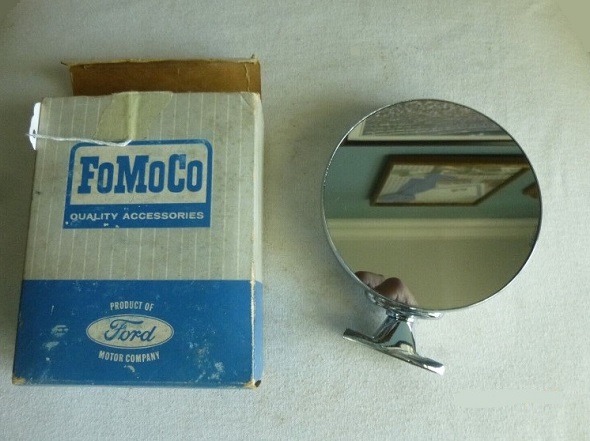 FoMoCo
QUALITY ACCESSORIES
PRODUCT OF
Ford
MOTOR COMPANY